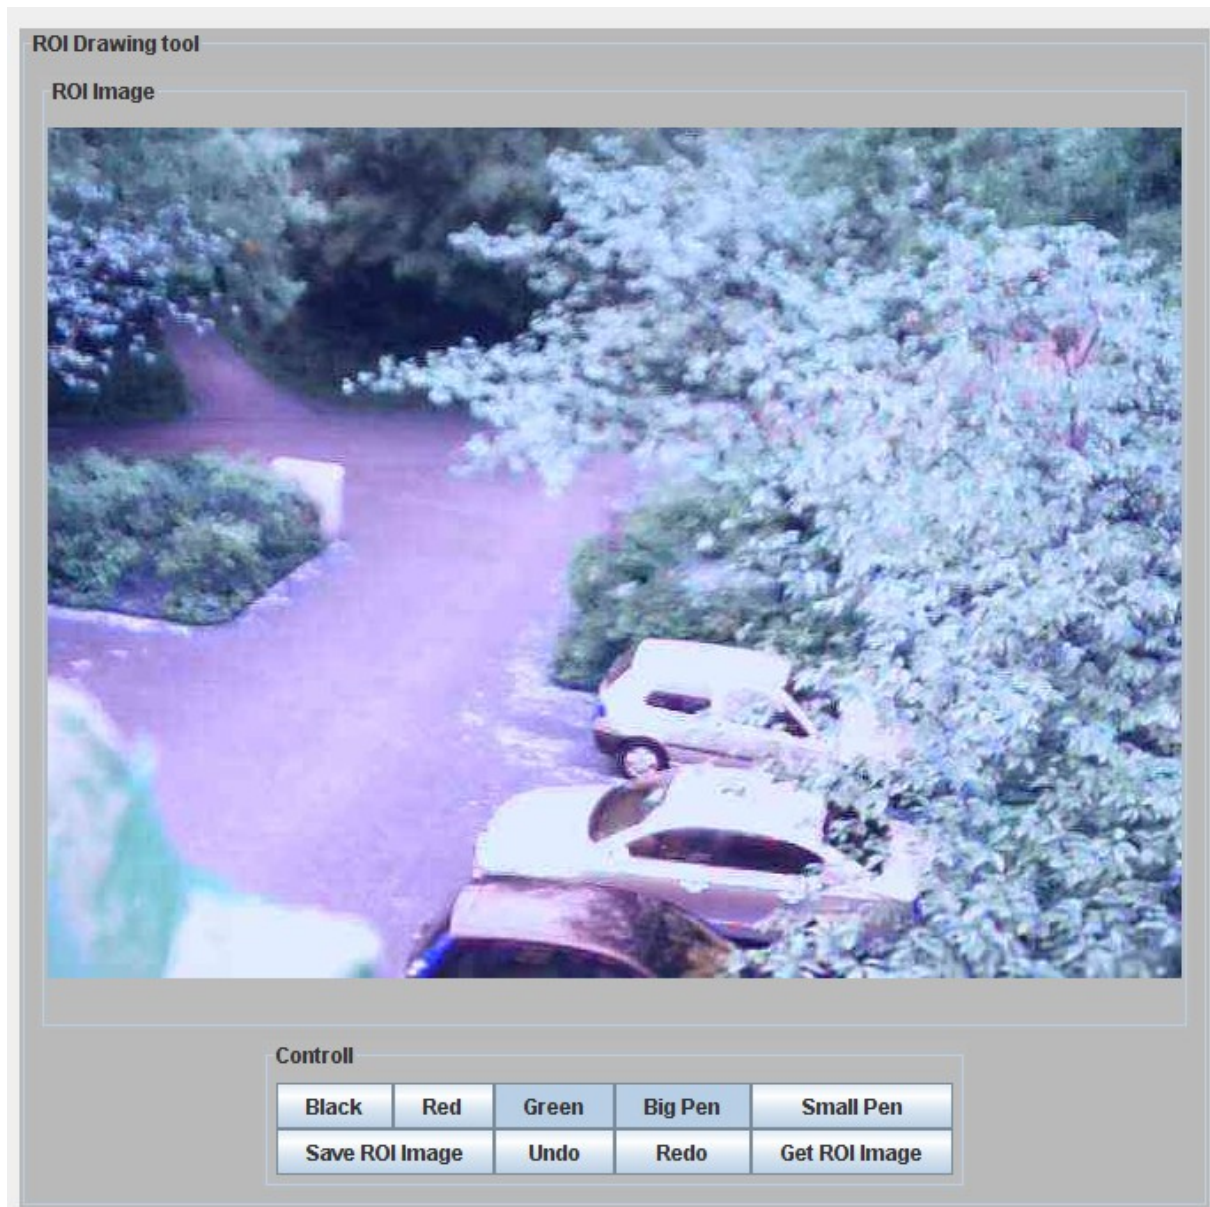 ROI Drawing tool
ROI Image
Controll
Black Red Green Big Pen Small Pen
Save ROI Image Undo Redo Get ROI Image